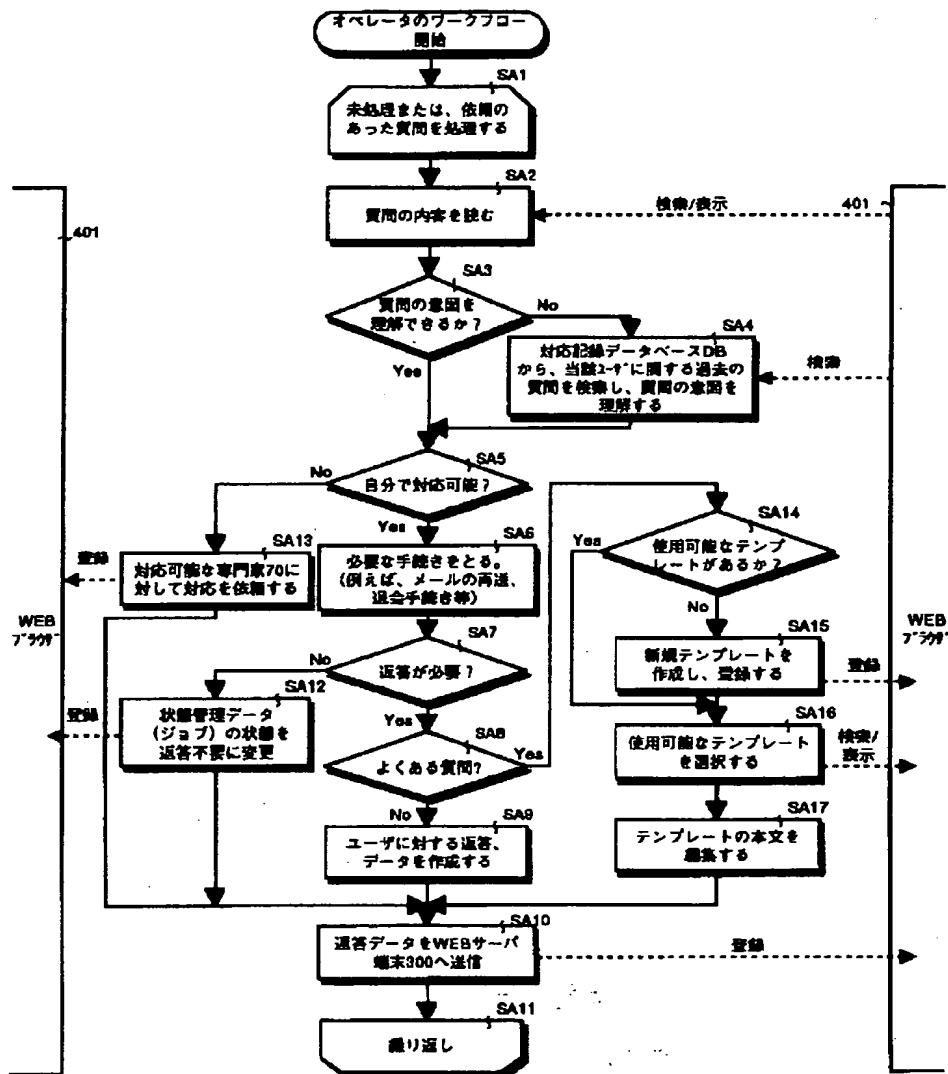 オペレータのワークフロー
開始
SA1
未処理または、依頼の
あった質問を処理する
SA2
質問の内容を読む
検索/表示
401
401
SA3
質問の意図を
理解できるか?
No
Yes
SA4
対応記録データベースDB
から、当該ユーザに関する過去の
質問を検索し、質問の意図を
理解する
検索
SA5
自分で対応可能?
No
Yes
SA13
対応可能な専門家70に
対して対応を依頼する
登録
SA6
必要な手続きをとる。
(例えば、メールの再送、
退会手続き等)
SA14
使用可能なテンプ
レートがあるか?
Yes
No
WEB
ブラウザ
WEB
ブラウザ
SA7
返答が必要?
No
Yes
SA15
新規テンプレートを
作成し、登録する
登録
SA12
状態管理データ
(ジョブ)の状態を
返答不要に変更
登録
SA8
よくある質問?
Yes
No
SA16
使用可能なテンプレート
を選択する
検索/
表示
SA9
ユーザに対する返答、
データを作成する
SA17
テンプレートの本文を
編集する
SA10
返答データをWEBサーバ
端末300へ送信
登録
SA11
繰り返し